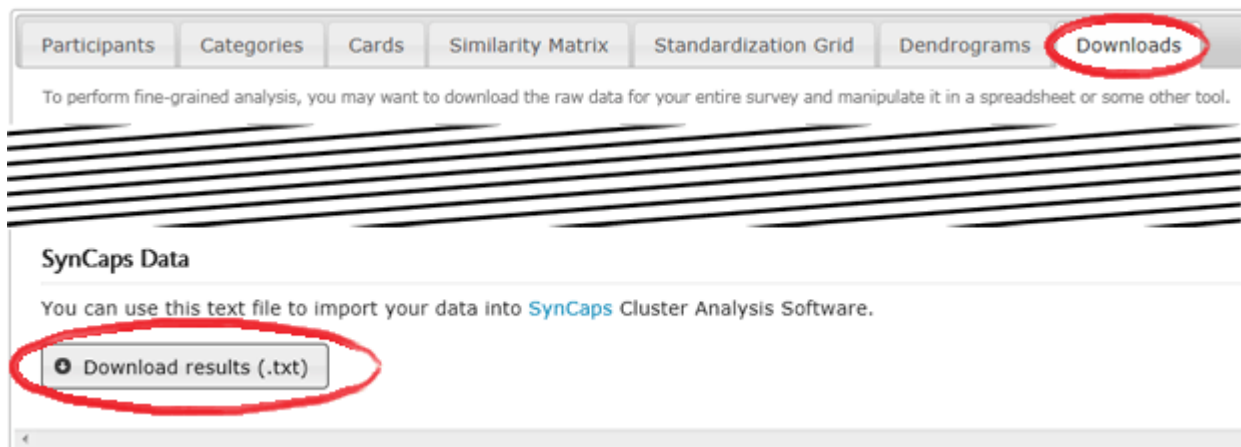 Participants Categories Cards Similarity Matrix Standardization Grid Dendrograms Downloads
To perform fine-grained analysis, you may want to download the raw data for your entire survey and manipulate it in a spreadsheet or some other tool.
SynCaps Data
You can use this text file to import your data into SynCaps Cluster Analysis Software.
Download results (.txt)